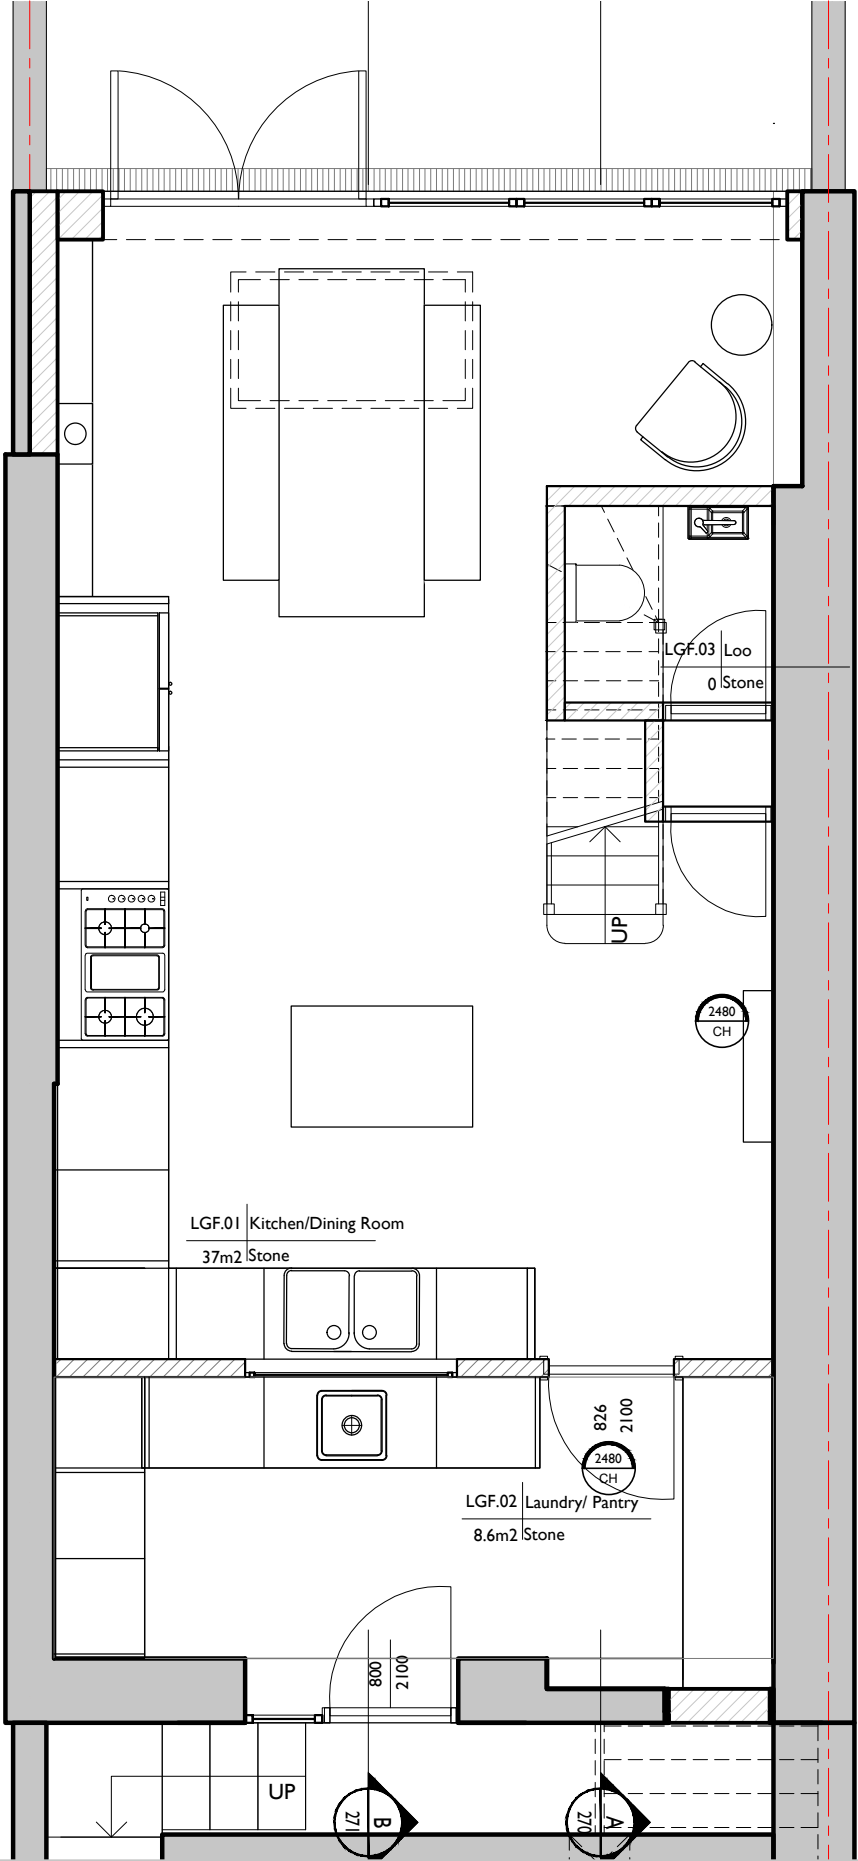 LGF.03 Loo
0 Stone
UP
2480
CH
LGF.01 Kitchen/Dining Room
37m2 Stone
826
2100
2480
CH
LGF.02 Laundry/ Pantry
8.6m2 Stone
800
2100
UP
B
271
A
270